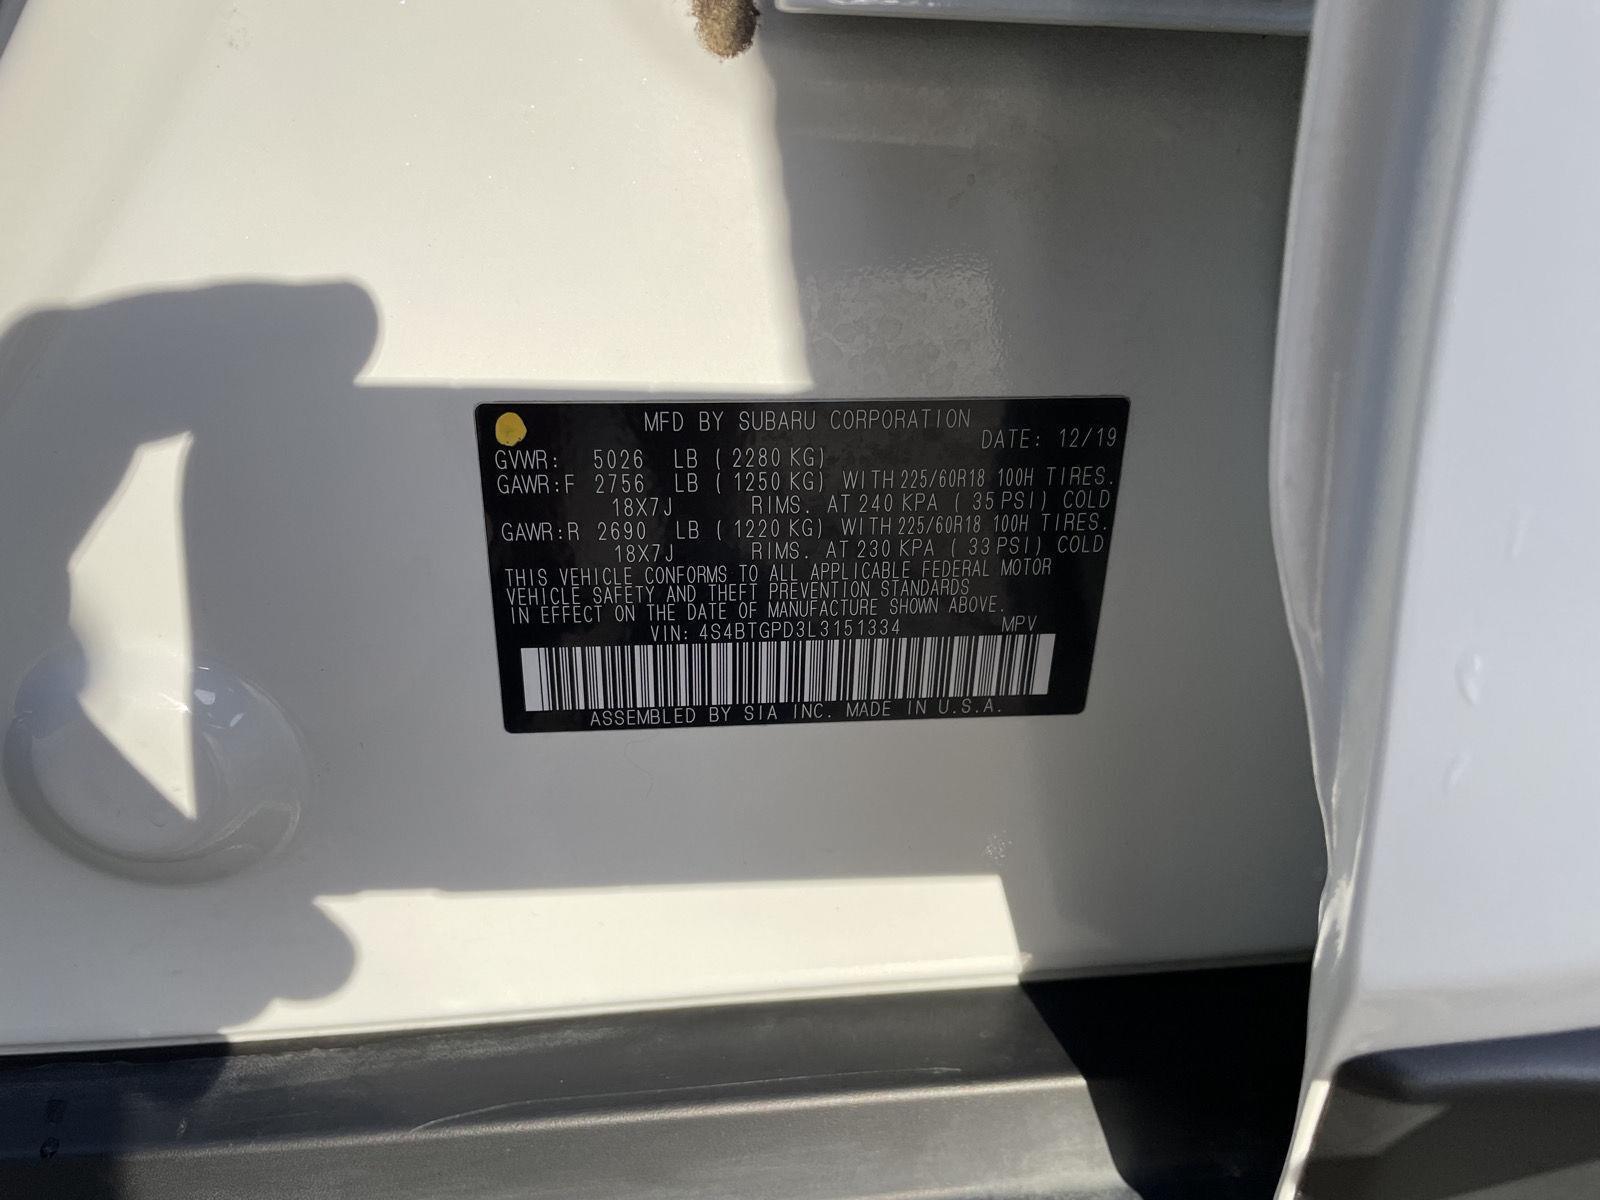 MFD BY SUBARU CORPORATION
DATE: 12/19
GVWR: 5026 LB ( 2280 KG)
GAWR:F 2756 LB ( 1250 KG) WITH 225/60R18 100H TIRES.
18X7J RIMS. AT 240 KPA ( 35 PSI) COLD
GAWR:R 2690 LB ( 1220 KG) WITH 225/60R18 100H TIRES.
18X7J RIMS. AT 230 KPA ( 33 PSI) COLD
THIS VEHICLE CONFORMS TO ALL APPLICABLE FEDERAL MOTOR
VEHICLE SAFETY AND THEFT PREVENTION STANDARDS
IN EFFECT ON THE DATE OF MANUFACTURE SHOWN ABOVE.
VIN: 4S4BTGPD3L3151334 MPV
ASSEMBLED BY SIA INC. MADE IN U.S.A.